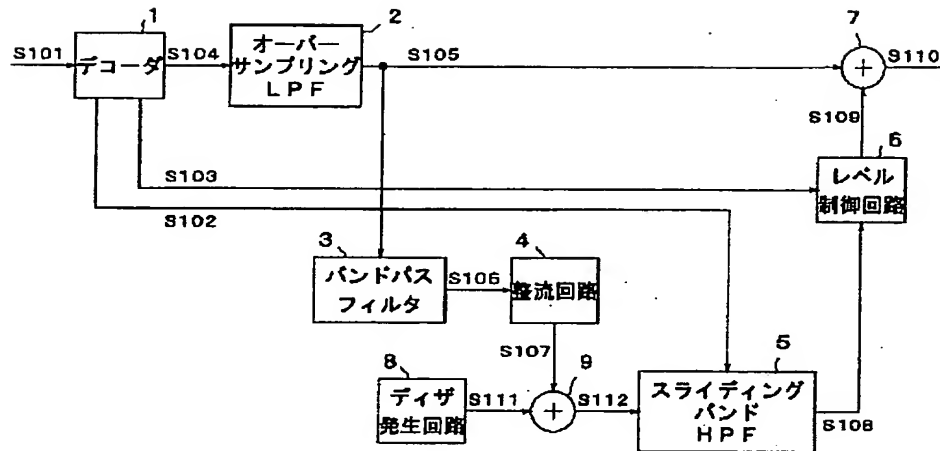 1
2
7
S101
デコーダ
S104
オーバー
サンプリング
LPF
S105
+
S110
S109
6
S103
レベル
制御回路
S102
3
4
バンドパス
フィルタ
S106
整流回路
S107
5
8
9
ディザ
発生回路
S111
+
S112
スライディング
バンド
HPF
S108